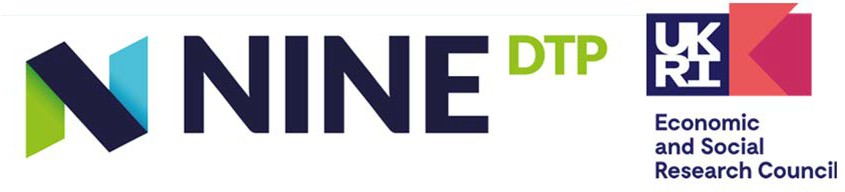 NINE DTP
UK
RI
Economic
and Social
Research Council